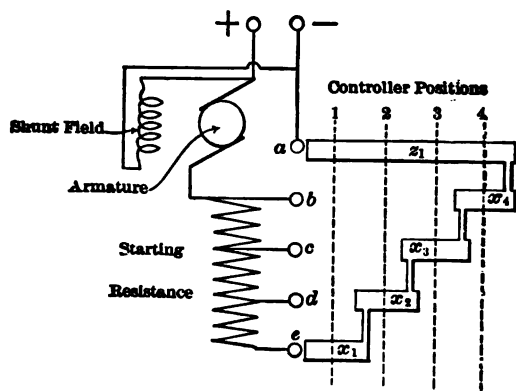 + −
Controller Positions
1 2 3 4
Shunt Field
a
z1
Armature
b
x4
Starting
c
x3
Resistance
d
x2
e
x1